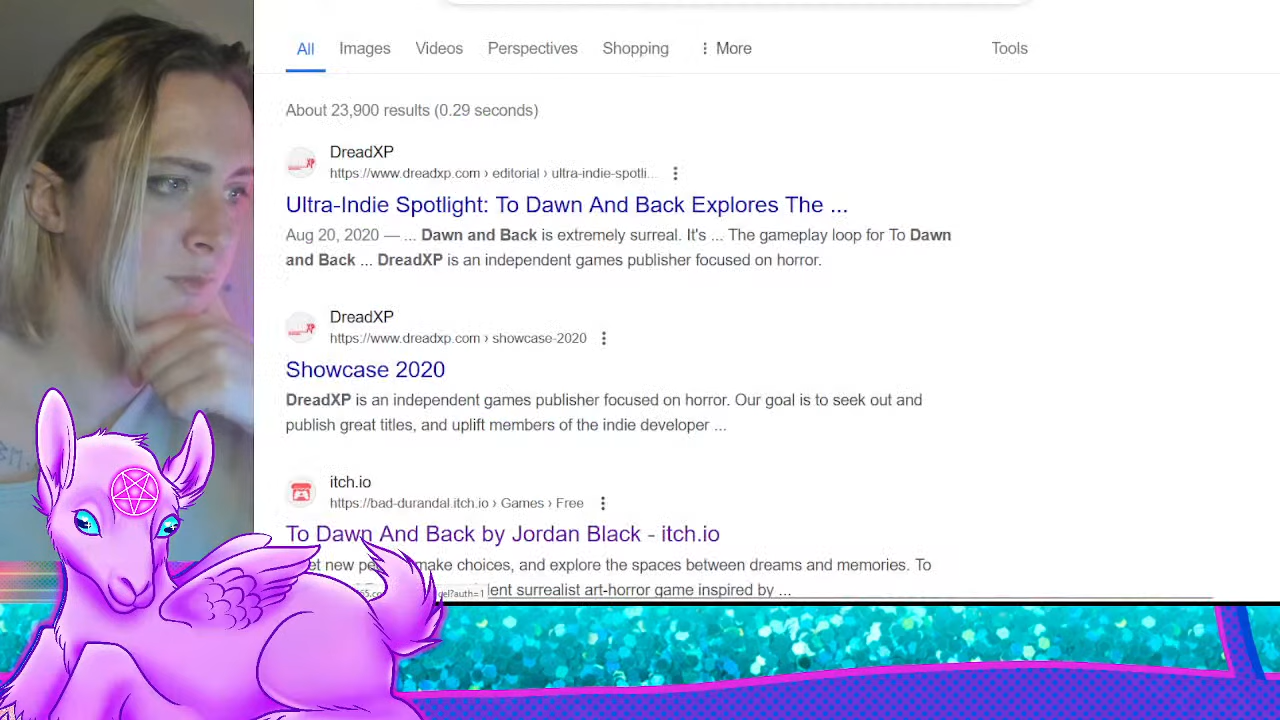 All
Images
Videos
Perspectives
Shopping
More
Tools
About 23,900 results (0.29 seconds)
DreadXP
https://www.dreadxp.com › editorial › ultra-indie-spotli...
Ultra-Indie Spotlight: To Dawn And Back Explores The ...
Aug 20, 2020 — ... Dawn and Back is extremely surreal. It's ... The gameplay loop for To Dawn
and Back ... DreadXP is an independent games publisher focused on horror.
DreadXP
https://www.dreadxp.com › showcase-2020
Showcase 2020
DreadXP is an independent games publisher focused on horror. Our goal is to seek out and
publish great titles, and uplift members of the indie developer ...
itch.io
https://bad-durandal.itch.io › Games › Free
To Dawn And Back by Jordan Black - itch.io
new make choices, and explore the spaces between dreams and memories. To
surrealist art-horror game inspired by ...